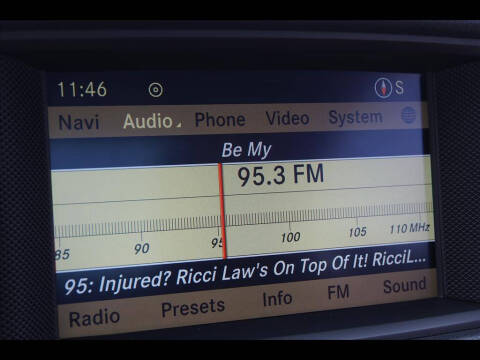 11:46 S
Navi Audio Phone Video System
Be My
95.3 FM
85 90 95 100 105 110 MHz
95: Injured? Ricci Law's On Top Of It! RicciL...
Radio Presets Info FM Sound